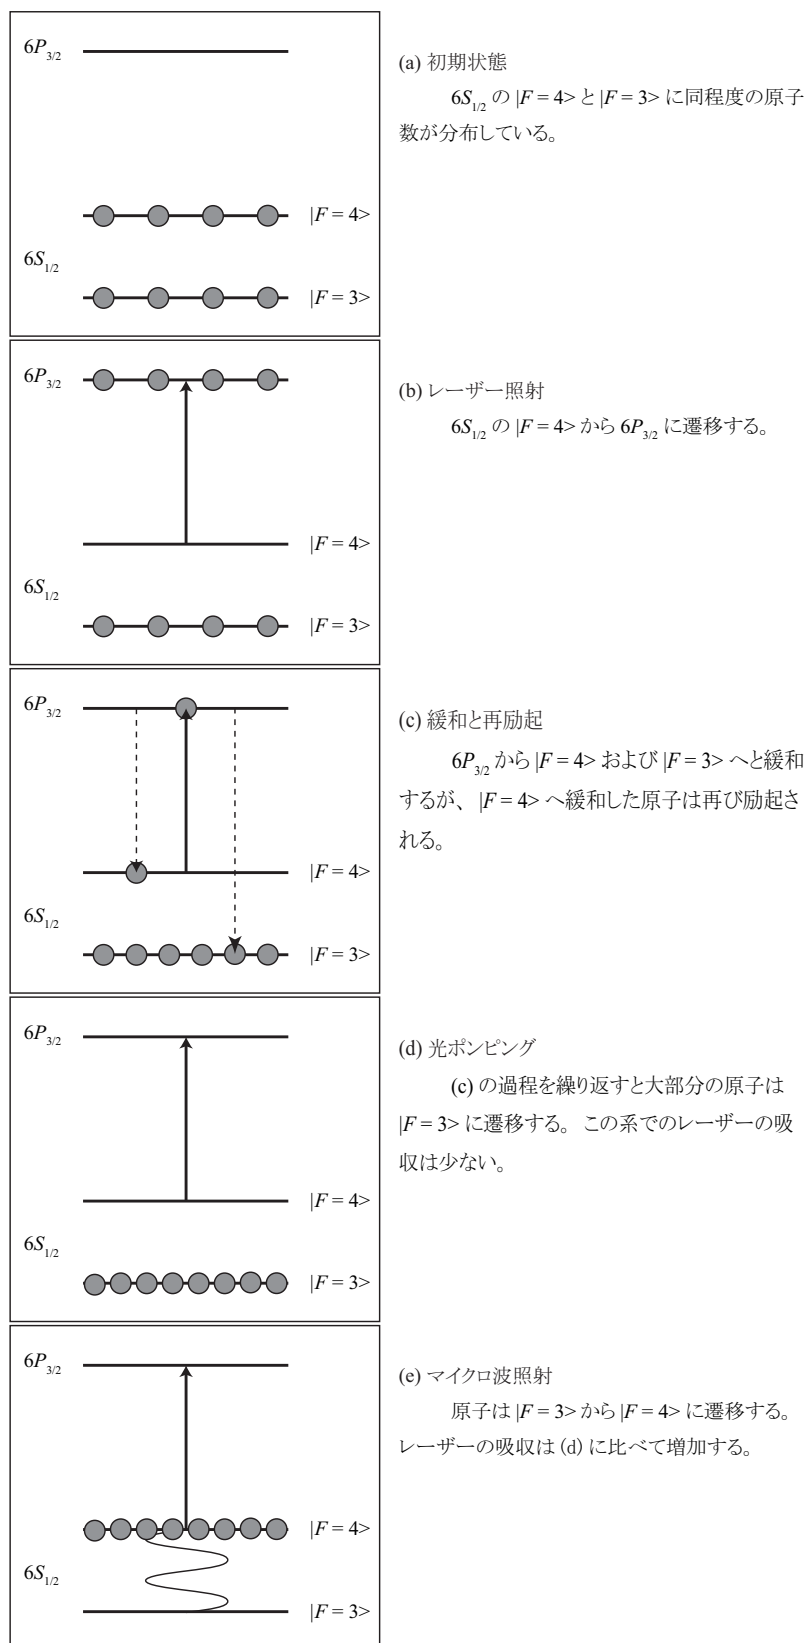 6P3/2
|F = 4>
6S1/2
|F = 3>
(a) 初期状態
6S1/2 の |F = 4> と |F = 3> に同程度の原子
数が分布している。
6P3/2
|F = 4>
6S1/2
|F = 3>
(b) レーザー照射
6S1/2 の |F = 4> から 6P3/2 に遷移する。
6P3/2
|F = 4>
6S1/2
|F = 3>
(c) 緩和と再励起
6P3/2 から |F = 4> および |F = 3> へと緩和
するが、 |F = 4> へ緩和した原子は再び励起さ
れる。
6P3/2
|F = 4>
6S1/2
|F = 3>
(d) 光ポンピング
(c) の過程を繰り返すと大部分の原子は
|F = 3> に遷移する。この系でのレーザーの吸
収は少ない。
6P3/2
|F = 4>
6S1/2
|F = 3>
(e) マイクロ波照射
原子は |F = 3> から |F = 4> に遷移する。
レーザーの吸収は (d) に比べて増加する。